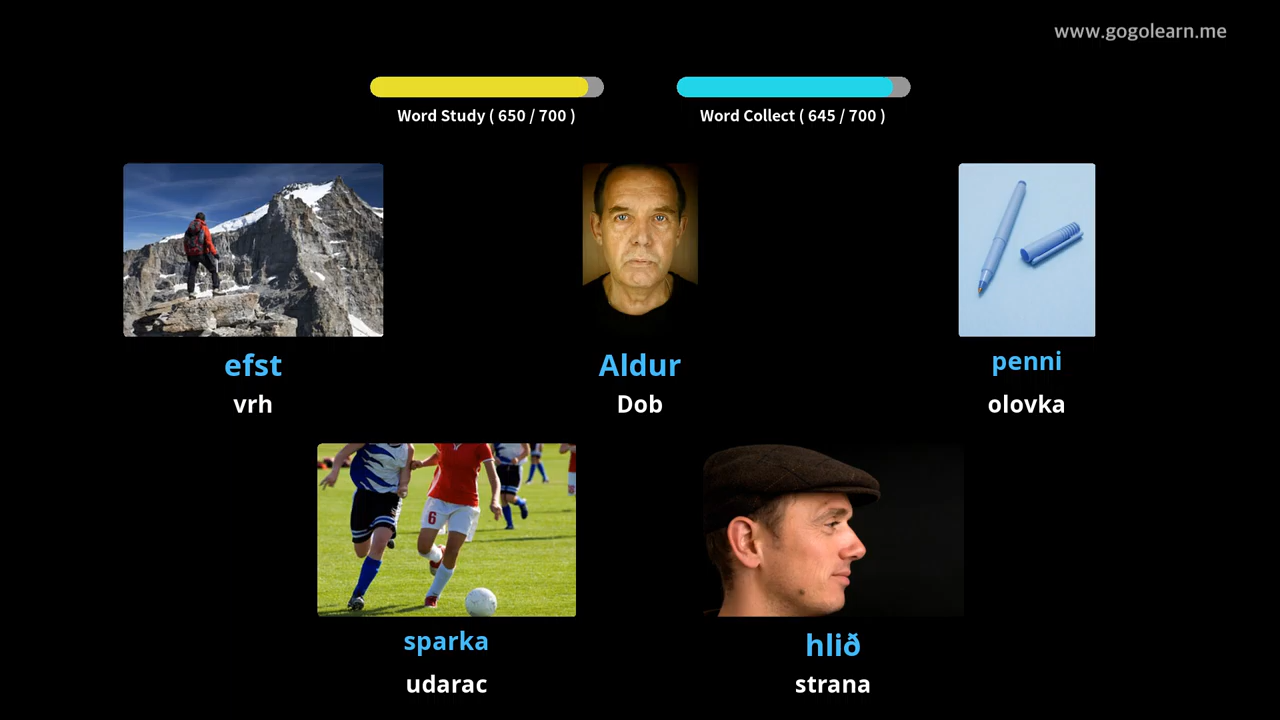 www.gogolearn.me
Word Study ( 650 / 700 )
Word Collect ( 645 / 700 )
efst
vrh
Aldur
Dob
penni
olovka
6
sparka
udarac
hlið
strana